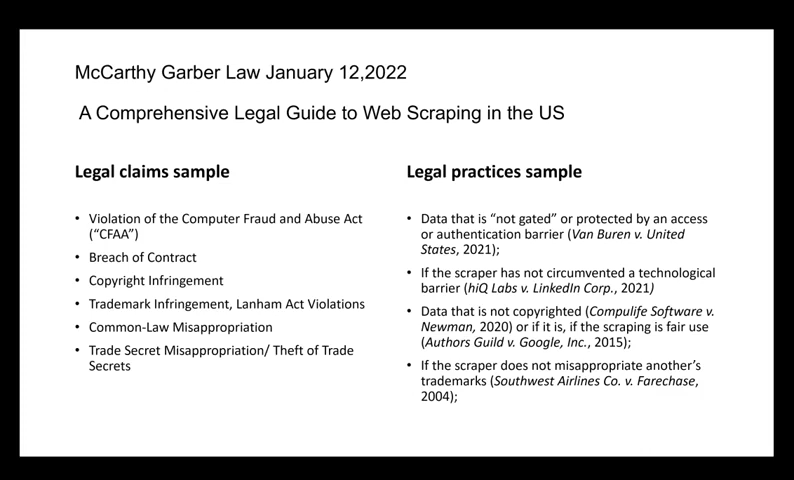 McCarthy Garber Law January 12,2022
A Comprehensive Legal Guide to Web Scraping in the US
Legal claims sample
• Violation of the Computer Fraud and Abuse Act
(“CFAA”)
• Breach of Contract
• Copyright Infringement
• Trademark Infringement, Lanham Act Violations
• Common-Law Misappropriation
• Trade Secret Misappropriation/ Theft of Trade
Secrets
Legal practices sample
• Data that is “not gated” or protected by an access
or authentication barrier (Van Buren v. United
States, 2021);
• If the scraper has not circumvented a technological
barrier (hiQ Labs v. LinkedIn Corp., 2021)
• Data that is not copyrighted (Compulife Software v.
Newman, 2020) or if it is, if the scraping is fair use
(Authors Guild v. Google, Inc., 2015);
• If the scraper does not misappropriate another’s
trademarks (Southwest Airlines Co. v. Farechase,
2004);